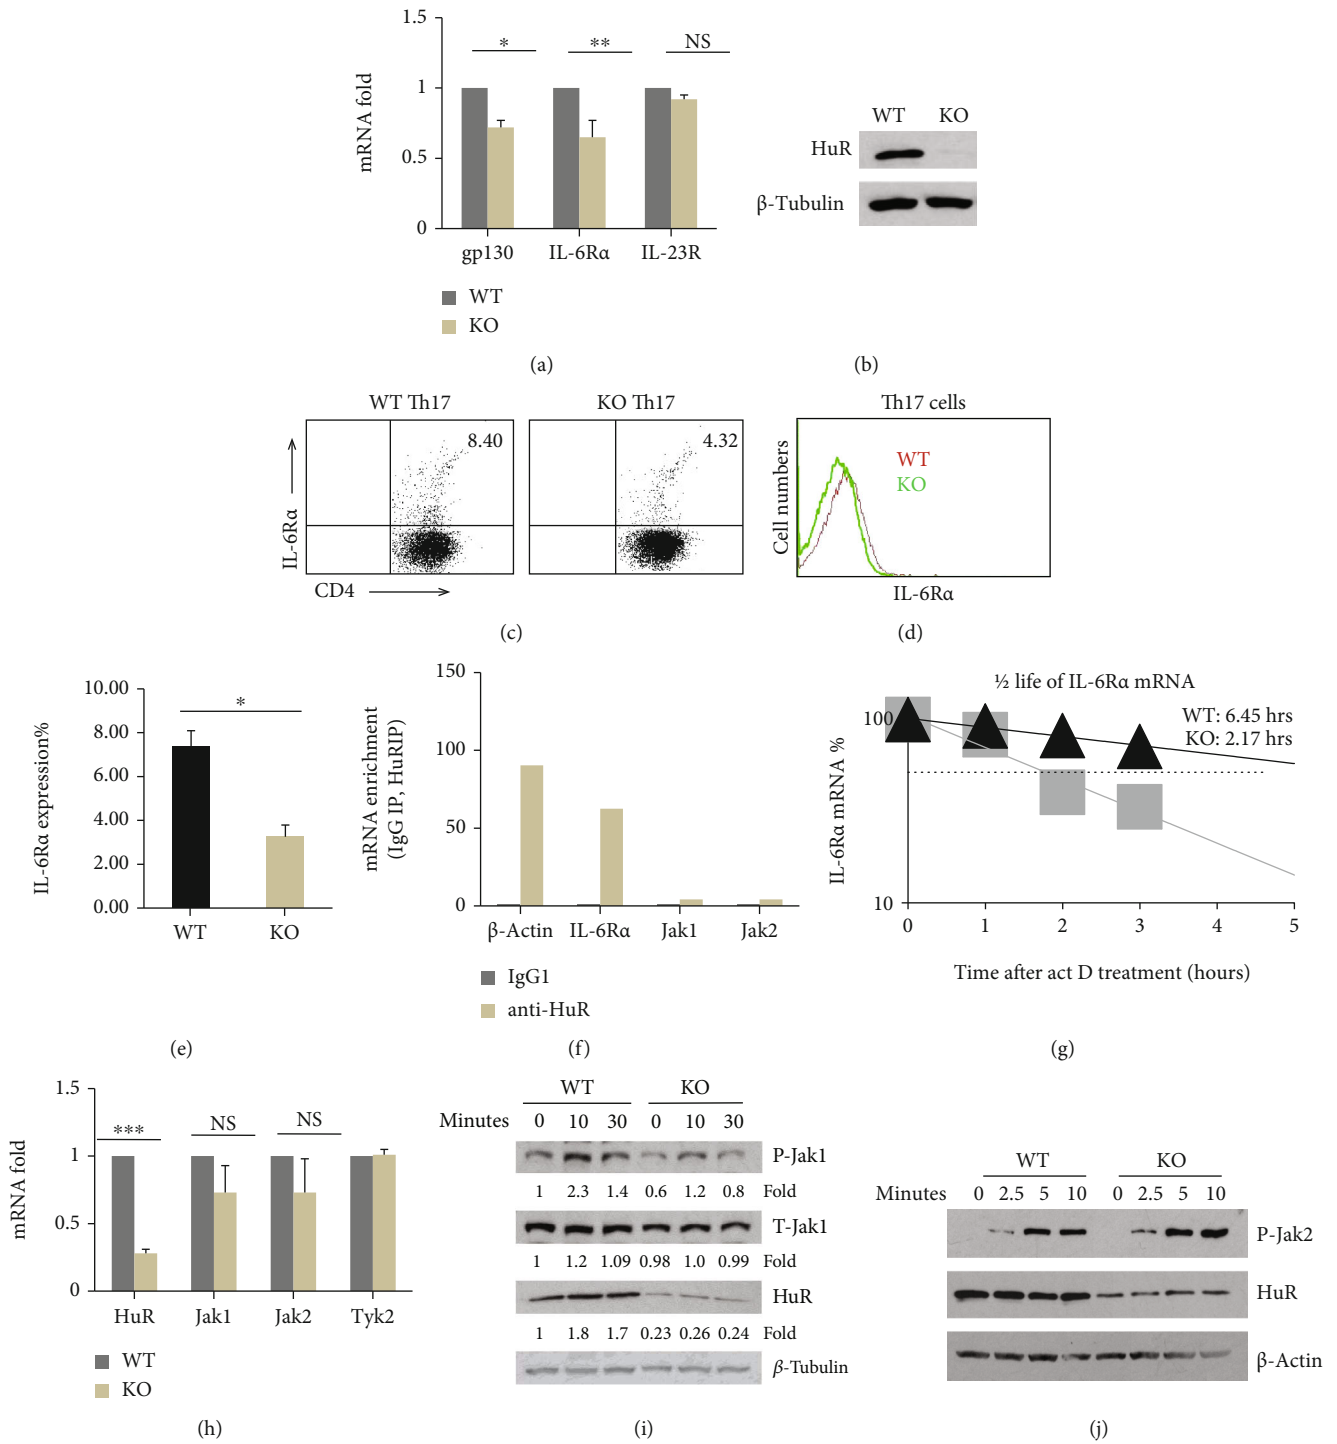 1.5
1
0.5
0
mRNA fold
*
**
NS
gp130
IL-6Rα
IL-23R
WT
KO
(a)
WT KO
HuR
β-Tubulin
(b)
WT Th17
KO Th17
8.40
4.32
IL-6Rα
CD4
(c)
Th17 cells
Cell numbers
WT
KO
IL-6Rα
(d)
10.00
8.00
6.00
4.00
2.00
0.00
IL-6Rα expression%
*
WT
KO
(e)
150
100
50
0
mRNA enrichment
(IgG IP, HuRIP)
β-Actin
IL-6Rα
Jak1
Jak2
IgG1
anti-HuR
(f)
½ life of IL-6Rα mRNA
WT: 6.45 hrs
KO: 2.17 hrs
100
10
IL-6Rα mRNA %
0 1 2 3 4 5
Time after act D treatment (hours)
(g)
1.5
1
0.5
0
mRNA fold
***
NS
NS
HuR
Jak1
Jak2
Tyk2
WT
KO
(h)
WT KO
Minutes 0 10 30 0 10 30
P-Jak1
1 2.3 1.4 0.6 1.2 0.8 Fold
T-Jak1
1 1.2 1.09 0.98 1.0 0.99 Fold
HuR
1 1.8 1.7 0.23 0.26 0.24 Fold
β-Tubulin
(i)
WT KO
Minutes 0 2.5 5 10 0 2.5 5 10
P-Jak2
HuR
β-Actin
(j)